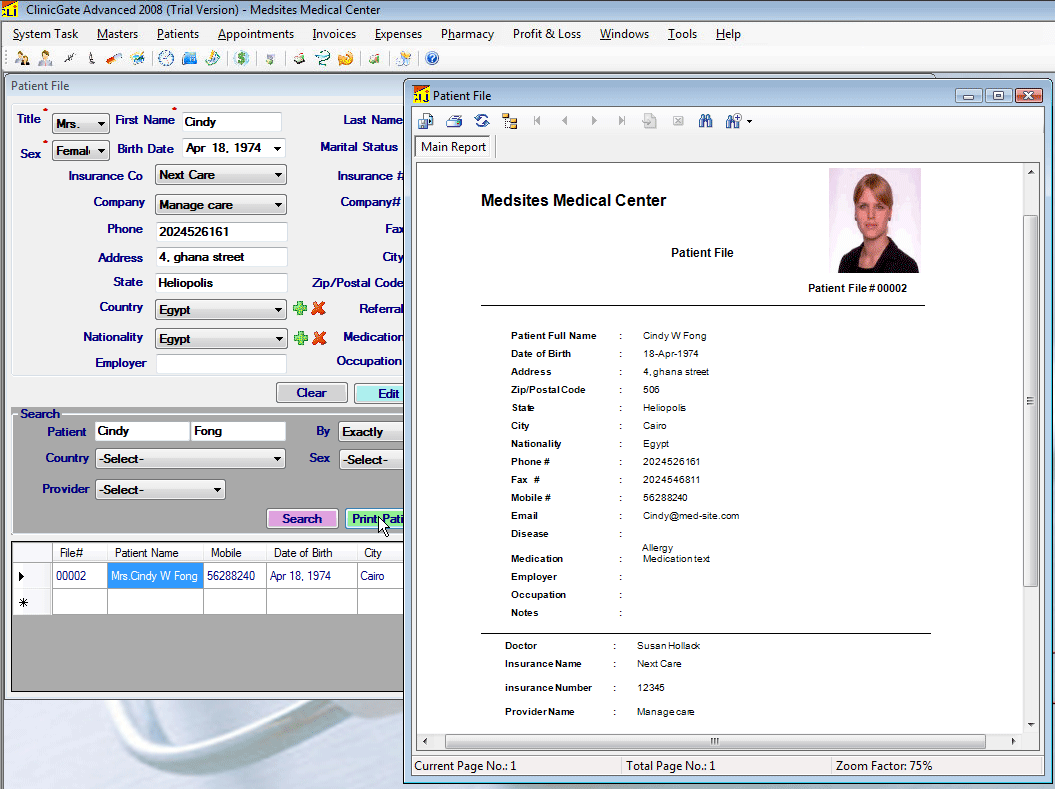 ClinicGate Advanced 2008 (Trial Version) - Medsites Medical Center
System Task Masters Patients Appointments Invoices Expenses Pharmacy Profit & Loss Windows Tools Help
Patient File
Title * Mrs. First Name * Cindy Last Name
Sex * Femal Birth Date Apr 18, 1974 Marital Status
Insurance Co Next Care Insurance #
Company Manage care Company#
Phone 2024526161 Fax
Address 4, ghana street City
State Heliopolis Zip/Postal Code
Country Egypt Referral
Nationality Egypt Medication
Employer Occupation
Clear Edit
Search
Patient Cindy Fong By Exactly
Country -Select- Sex -Select-
Provider -Select-
Search Print Pati
File# Patient Name Mobile Date of Birth City
00002 Mrs.Cindy W Fong 56288240 Apr 18, 1974 Cairo
Patient File
Main Report
Medsites Medical Center
Patient File
Patient File # 00002
Patient Full Name : Cindy W Fong
Date of Birth : 18-Apr-1974
Address : 4, ghana street
Zip/Postal Code : 506
State : Heliopolis
City : Cairo
Nationality : Egypt
Phone # : 2024526161
Fax # : 2024546811
Mobile # : 56288240
Email : Cindy@med-site.com
Disease :
Allergy
Medication : Medication text
Employer :
Occupation :
Notes :
Doctor : Susan Hollack
Insurance Name : Next Care
insurance Number : 12345
Provider Name : Manage care
Current Page No.: 1 Total Page No.: 1 Zoom Factor: 75%